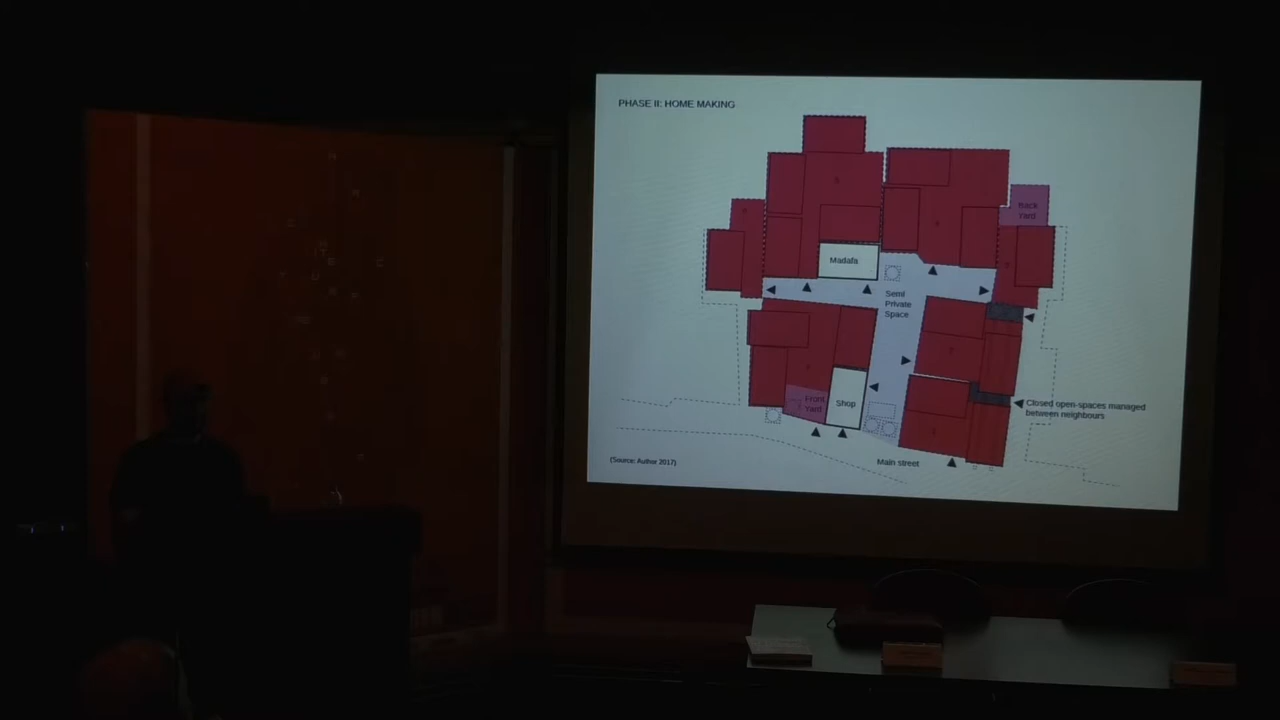 PHASE II: HOME MAKING
Back
Yard
Madafa
Semi
Private
Space
Front
Yard
Shop
Closed open-spaces managed
between neighbours
Main street
(Source: Author 2017)